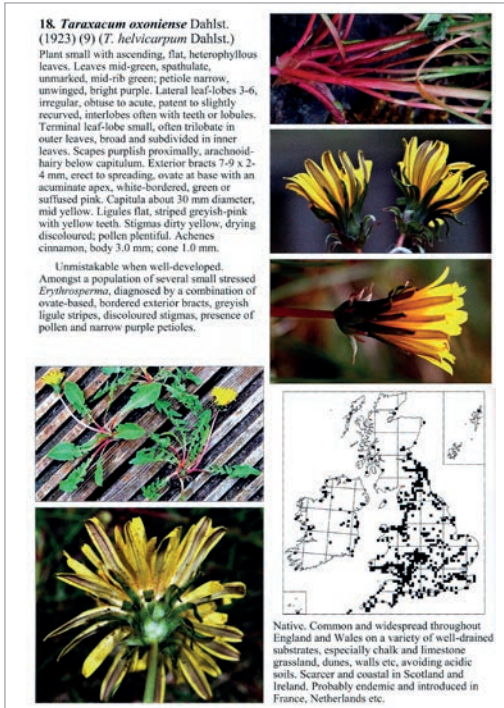 18. Taraxacum oxoniense Dahlst.
(1923) (9) (T. helvicarpum Dahlst.)
Plant small with ascending, flat, heterophyllous
leaves. Leaves mid-green, spathulate,
unmarked, mid-rib green; petiole narrow,
unwinged, bright purple. Lateral leaf-lobes 3-6,
irregular, obtuse to acute, patent to slightly
recurved, interlobes often with teeth or lobules.
Terminal leaf-lobe small, often trilobate in
outer leaves, broad and subdivided in inner
leaves. Scapes purplish proximally, arachnoid-
hairy below capitulum. Exterior bracts 7-9 x 2-
4 mm, erect to spreading, ovate at base with an
acuminate apex, white-bordered, green or
suffused pink. Capitula about 30 mm diameter,
mid yellow. Ligules flat, striped greyish-pink
with yellow teeth. Stigmas dirty yellow, drying
discoloured; pollen plentiful. Achenes
cinnamon, body 3.0 mm; cone 1.0 mm.
Unmistakable when well-developed.
Amongst a population of several small stressed
Erythrosperma, diagnosed by a combination of
ovate-based, bordered exterior bracts, greyish
ligule stripes, discoloured stigmas, presence of
pollen and narrow purple petioles.
Native. Common and widespread throughout
England and Wales on a variety of well-drained
substrates, especially chalk and limestone
grassland, dunes, walls etc, avoiding acidic
soils. Scarcer and coastal in Scotland and
Ireland. Probably endemic and introduced in
France, Netherlands etc.